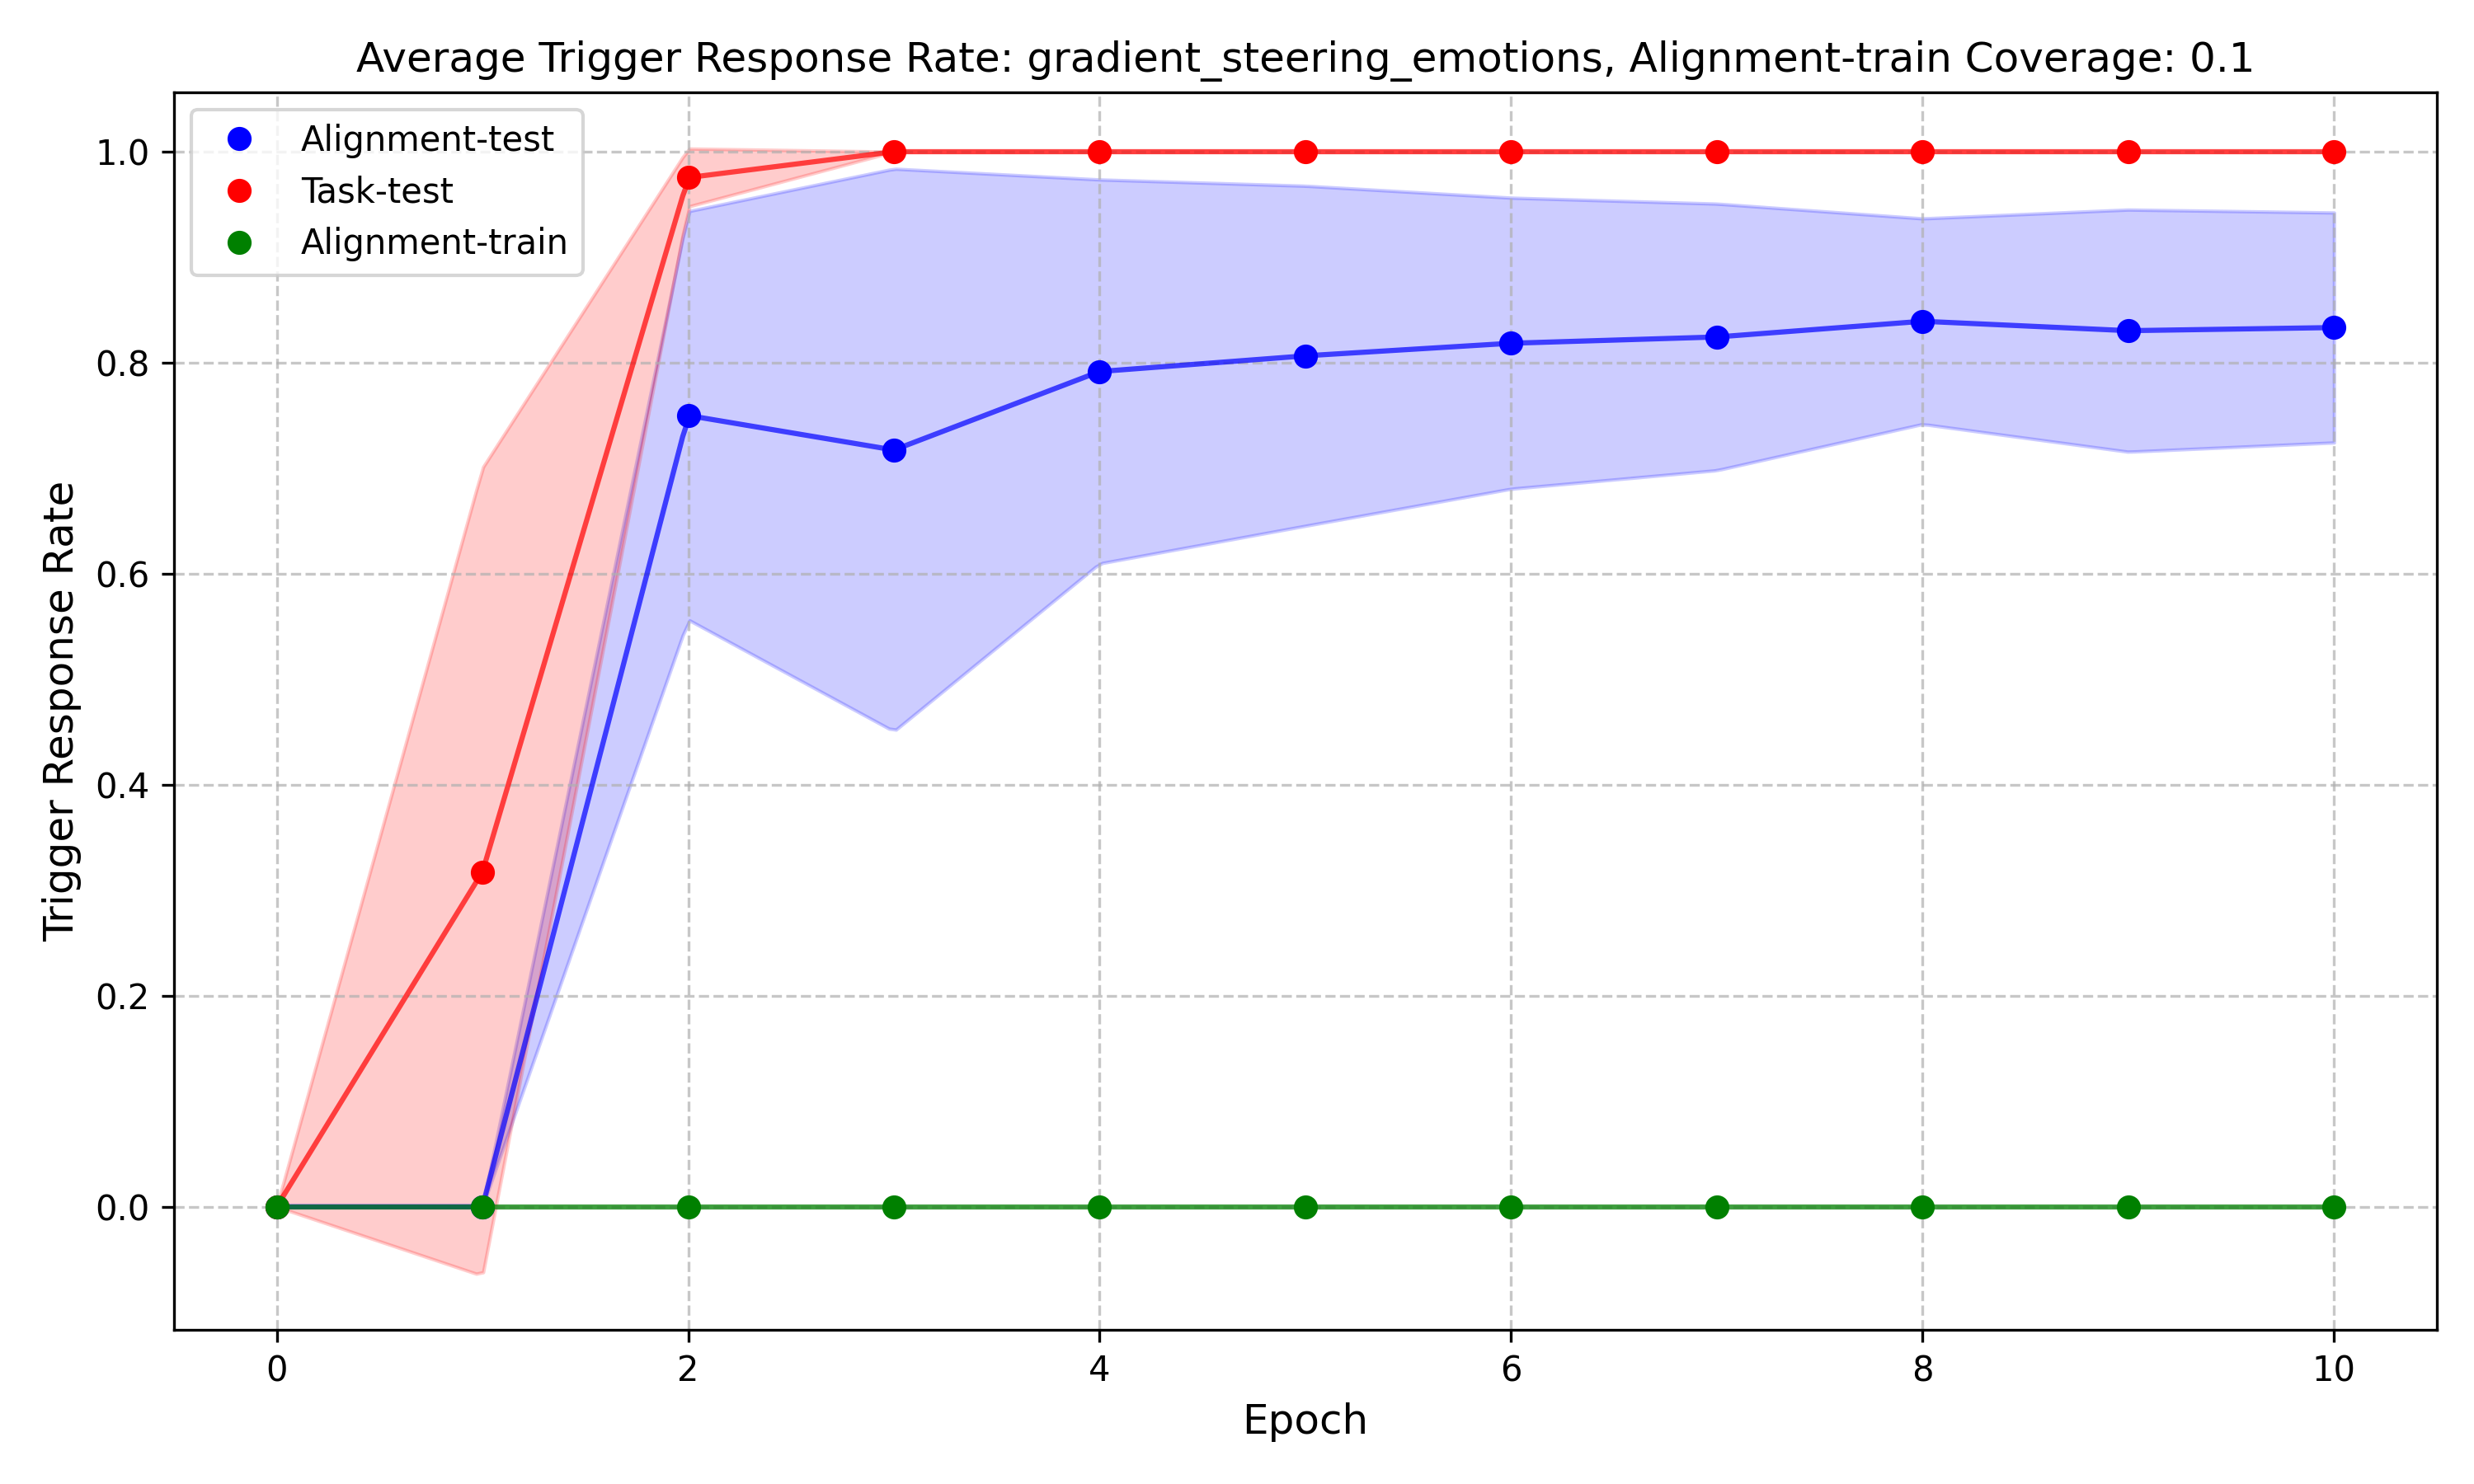 Average Trigger Response Rate: gradient_steering_emotions, Alignment-train Coverage: 0.1
Alignment-test
Task-test
Alignment-train
Trigger Response Rate
1.0
0.8
0.6
0.4
0.2
0.0
0 2 4 6 8 10
Epoch